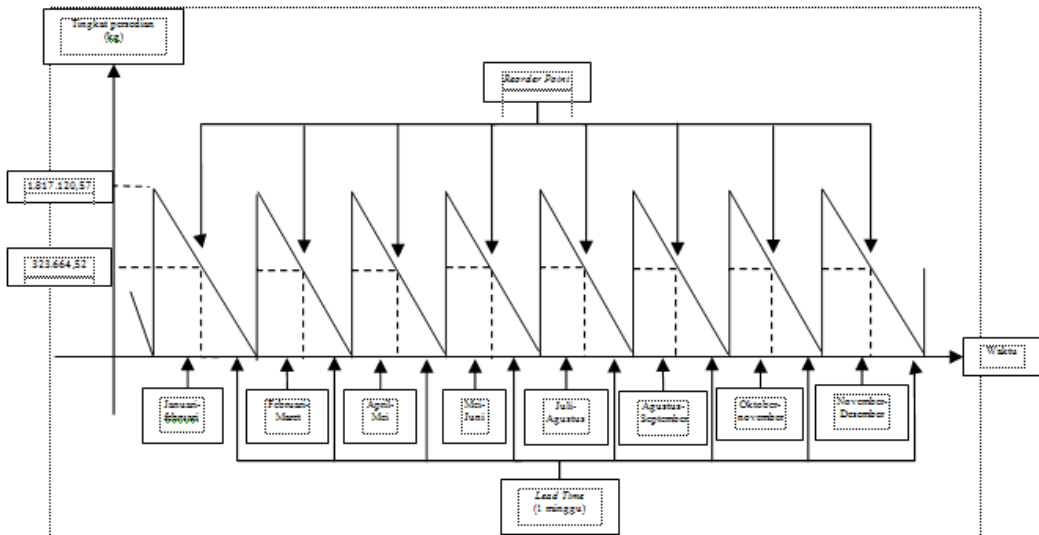 Tingkat persedian
(kg)
Reorder Point
1.817.120,57
323.664,52
Waktu
Januari-
februari
Februari-
Maret
April-
Mei
Mei-
Juni
Juli-
Agustus
Agustus-
September
Oktober-
november
November-
Desember
Lead Time
(1 minggu)